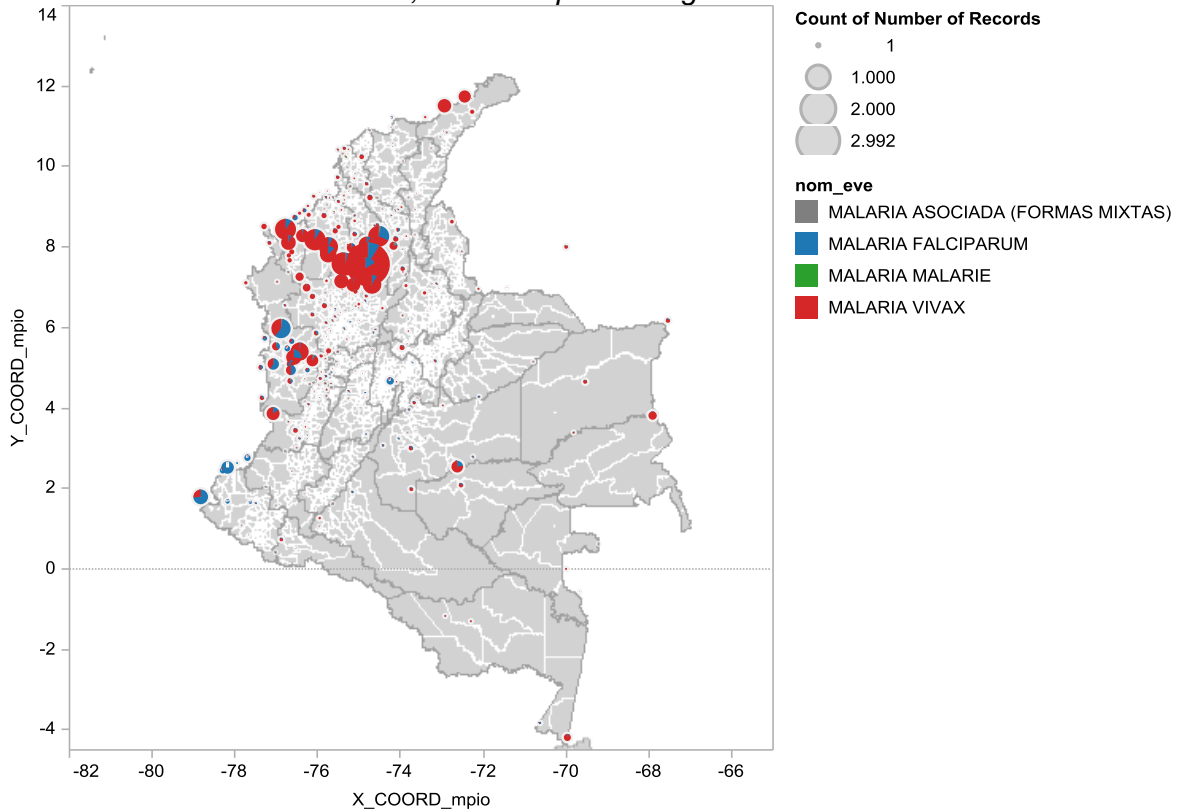 14
12
10
8
6
4
2
0
-2
-4
Y_COORD_mpio
-82 -80 -78 -76 -74 -72 -70 -68 -66
X_COORD_mpio
Count of Number of Records
1
1.000
2.000
2.992
nom_eve
MALARIA ASOCIADA (FORMAS MIXTAS)
MALARIA FALCIPARUM
MALARIA MALARIE
MALARIA VIVAX